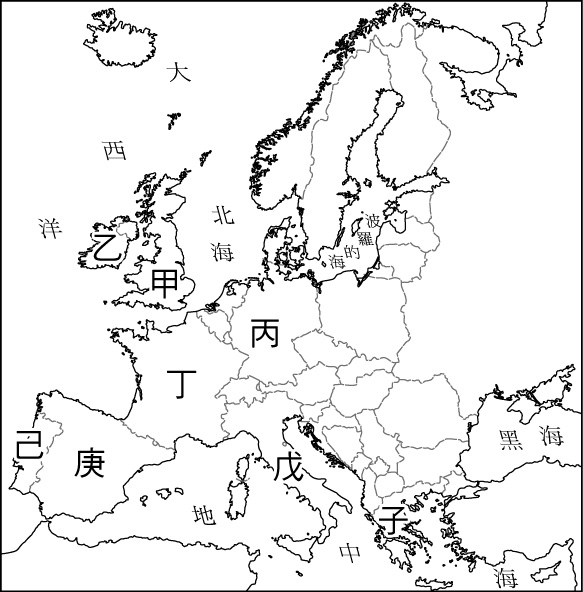 大
西
洋
北
海
波
羅
的
海
乙
甲
丙
丁
己
庚
戊
子
黑 海
地
中
海